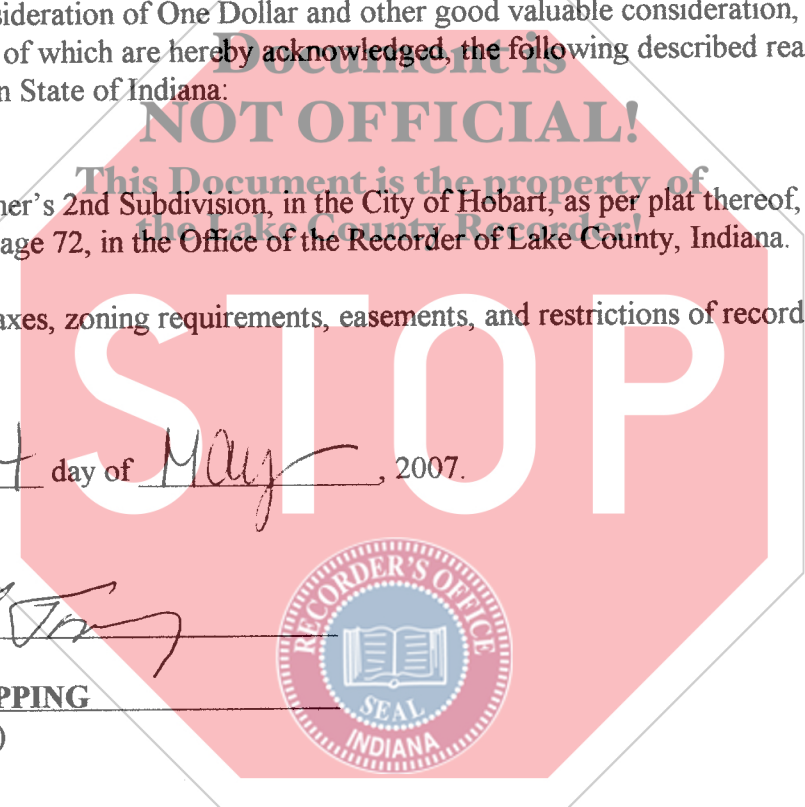 sideration of One Dollar and other good valuable consideration,
of which are hereby acknowledged, the following described rea
Document is
n State of Indiana:
NOT OFFICIAL!
This Document is the property of
ner's 2nd Subdivision, in the City of Hobart, as per plat thereof,
the Lake County Recorder!
age 72, in the Office of the Recorder of Lake County, Indiana.
axes, zoning requirements, easements, and restrictions of record
STOP
day of May, 2007.
RECORDER'S OFFICE
PPING
SEAL
)
INDIANA